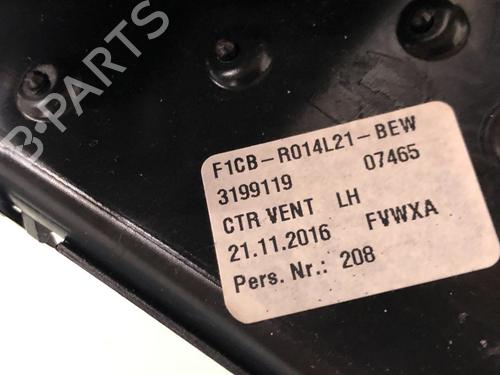 B-PARTS
F1CB-R014L21-BEW
3199119 07465
CTR VENT LH
21.11.2016 FVWXA
Pers. Nr.: 208